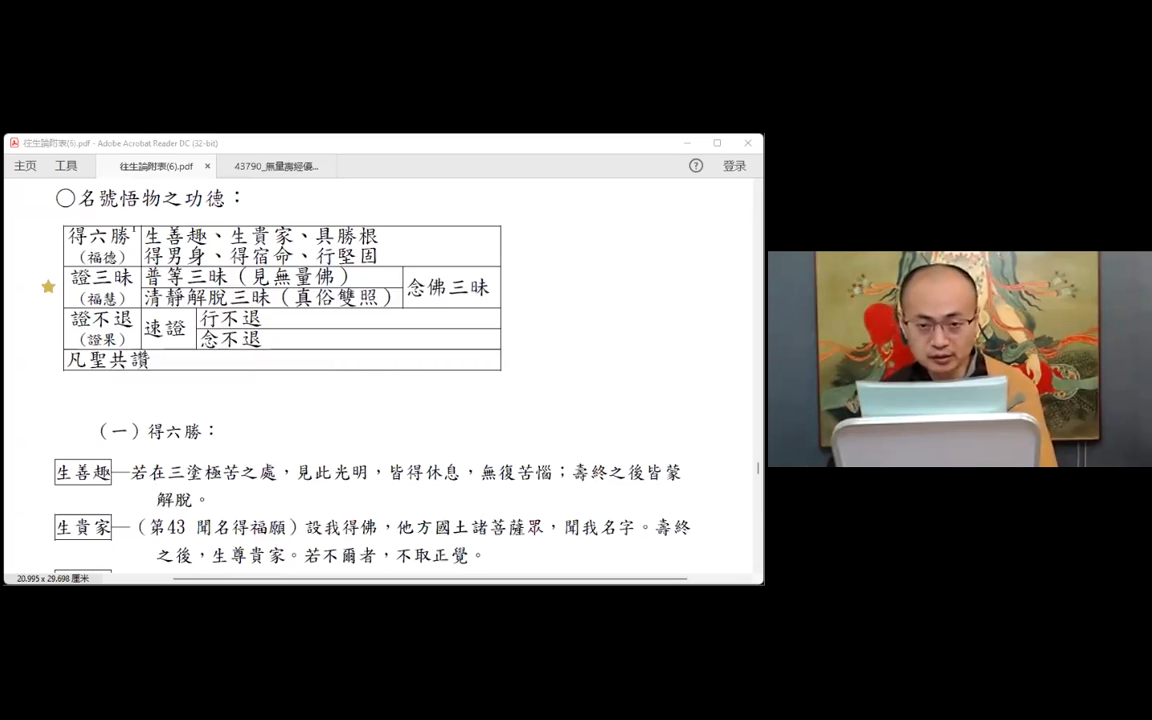 往生論附表(6).pdf - Adobe Acrobat Reader DC (32-bit)
主页 工具 往生論附表(6).pdf × 43790_無量壽經優... 登录
〇名號悟物之功德：
得六勝1 生善趣、生貴家、具勝根
（福德） 得男身、得宿命、行堅固
證三昧 普等三昧（見無量佛）
（福慧） 清靜解脫三昧（真俗雙照） 念佛三昧
證不退 速證 行不退
（證果） 念不退
凡聖共讚
（一）得六勝：
生善趣—若在三塗極苦之處，見此光明，皆得休息，無復苦惱；壽終之後皆蒙
解脫。
生貴家—（第43 聞名得福願）設我得佛，他方國土諸菩薩眾，聞我名字。壽終
之後，生尊貴家。若不爾者，不取正覺。
20.995 x 29.698 厘米